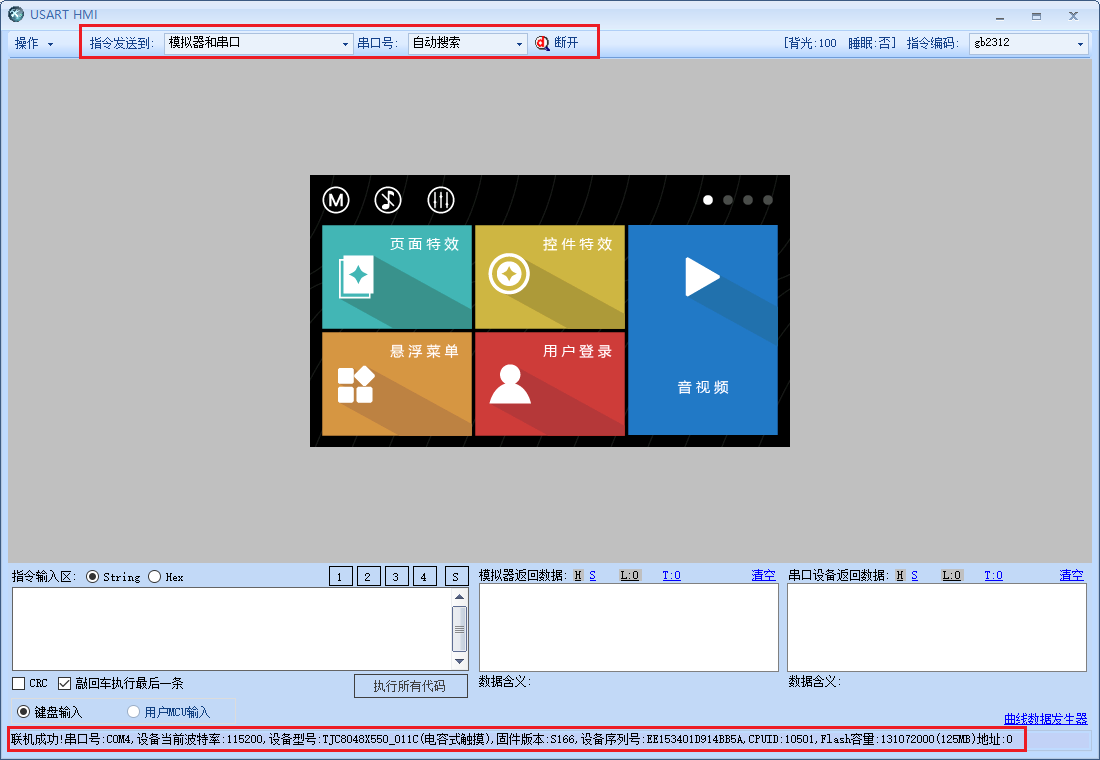 USART HMI
操作 指令发送到: 模拟器和串口 串口号: 自动搜索 断开 [背光:100 睡眠:否] 指令编码: gb2312
M
页面特效 控件特效
悬浮菜单 用户登录
音视频
指令输入区: String Hex 1 2 3 4 S 模拟器返回数据: H S L:0 T:0 清空 串口设备返回数据: H S L:0 T:0 清空
CRC 敲回车执行最后一条 执行所有代码 数据含义: 数据含义:
键盘输入 用户MCU输入 曲线数据发生器
联机成功!串口号:COM4,设备当前波特率:115200,设备型号:TJC8048X550_011C(电容式触摸),固件版本:S166,设备序列号:EE153401D914BB5A,CPUID:10501,Flash容量:131072000(125MB)地址:0